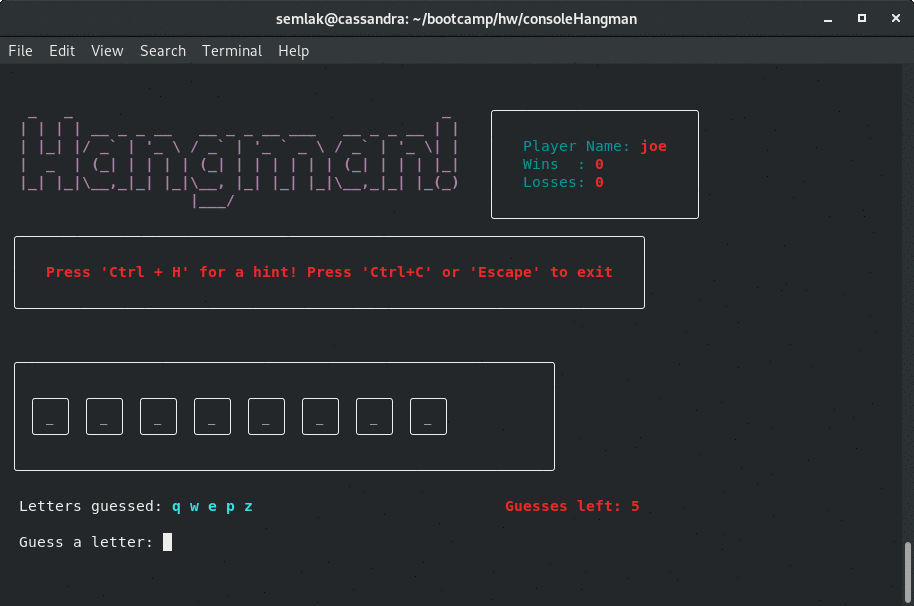 semlak@cassandra: ~/bootcamp/hw/consoleHangman
File Edit View Search Terminal Help
Hangman!
Player Name: joe
Wins  : 0
Losses: 0
Press 'Ctrl + H' for a hint! Press 'Ctrl+C' or 'Escape' to exit
_ _ _ _ _ _ _ _
Letters guessed: q w e p z
Guesses left: 5
Guess a letter: